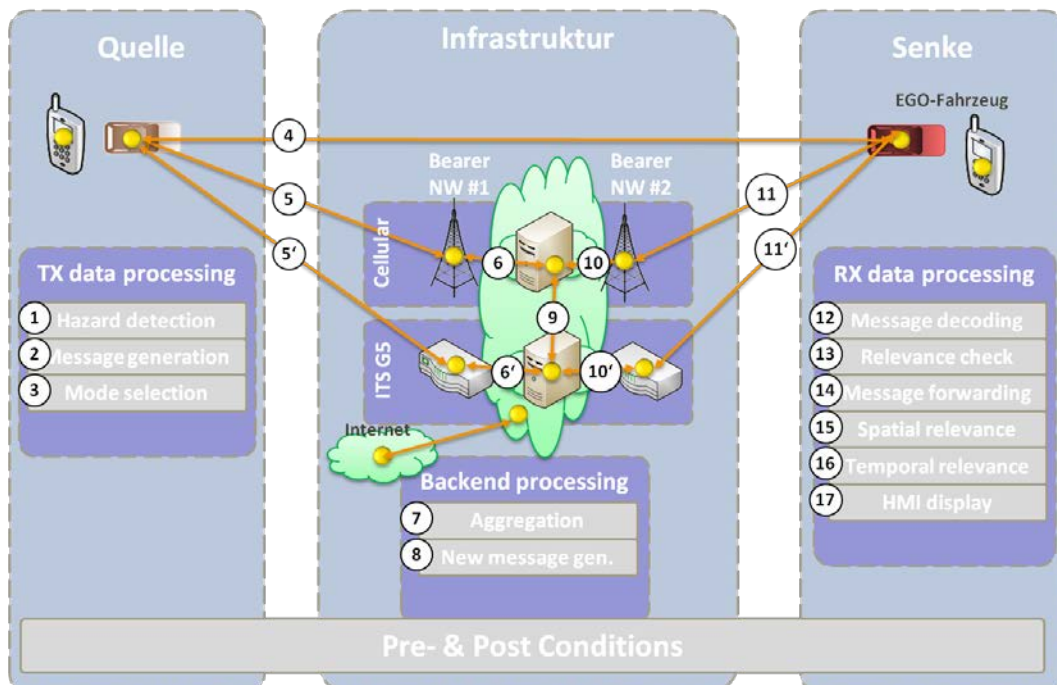 Quelle
Infrastruktur
Senke
EGO-Fahrzeug
4
Bearer
NW #1
Bearer
NW #2
5
11
5‘
11‘
Cellular
6
10
9
ITS G5
6‘
10‘
Internet
TX data processing
1 Hazard detection
2 Message generation
3 Mode selection
Backend processing
7 Aggregation
8 New message gen.
RX data processing
12 Message decoding
13 Relevance check
14 Message forwarding
15 Spatial relevance
16 Temporal relevance
17 HMI display
Pre- & Post Conditions